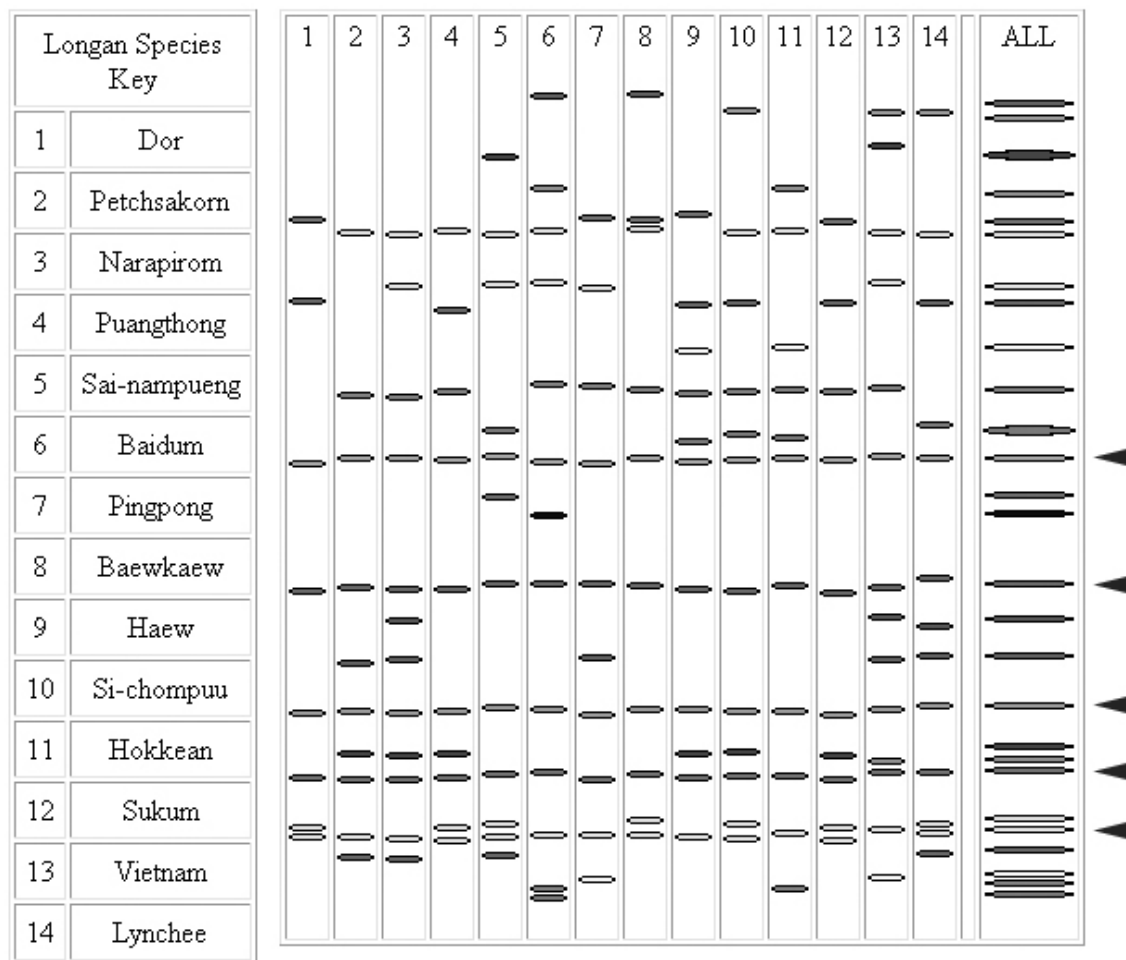 Longan Species
Key
1 Dor
2 Petchsakorn
3 Narapirom
4 Puangthong
5 Sai-nampueng
6 Baidum
7 Pingpong
8 Baewkaew
9 Haew
10 Si-chompuu
11 Hokkean
12 Sukum
13 Vietnam
14 Lynchee
1 2 3 4 5 6 7 8 9 10 11 12 13 14 ALL